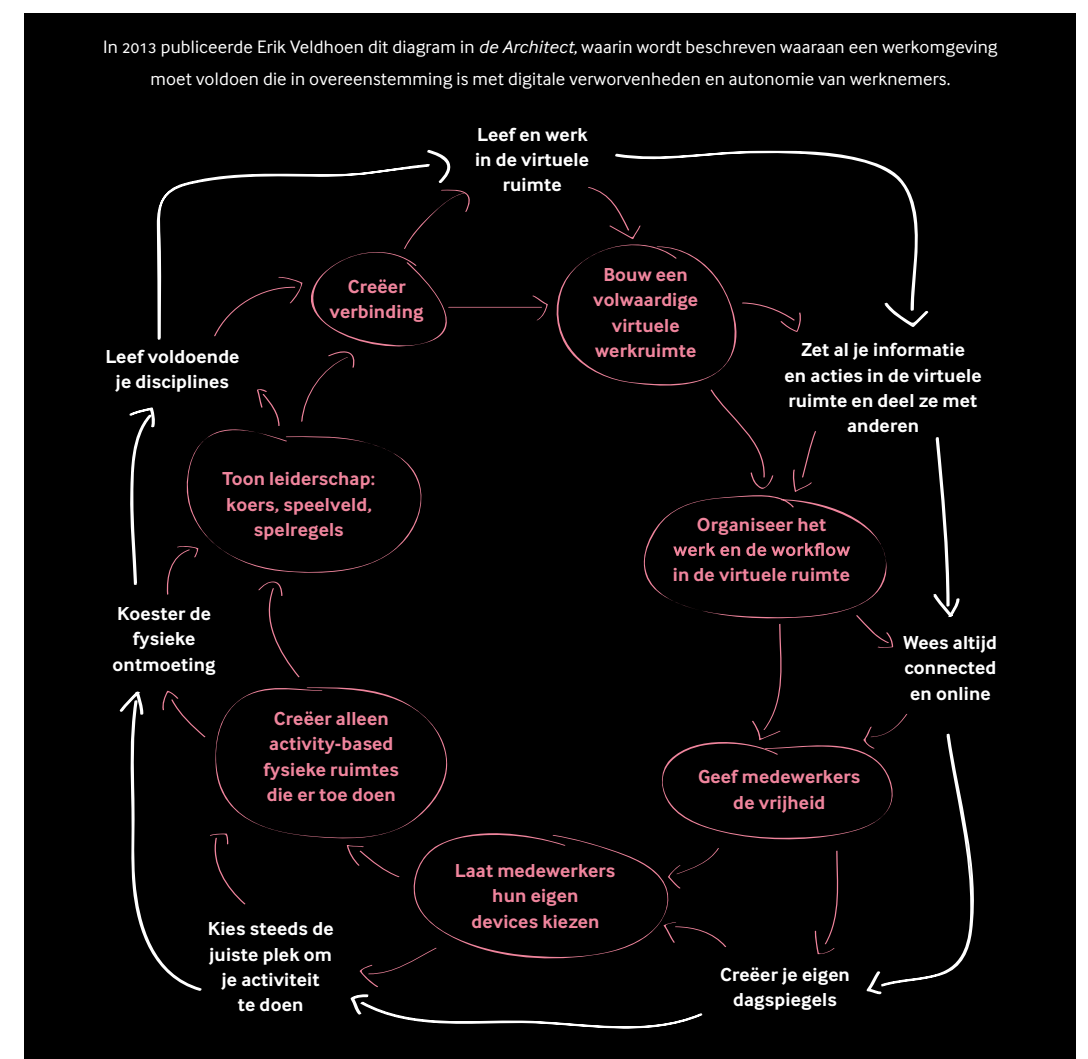 In 2013 publiceerde Erik Veldhoen dit diagram in de Architect, waarin wordt beschreven waaraan een werkomgeving
moet voldoen die in overeenstemming is met digitale verworvenheden en autonomie van werknemers.
Leef en werk
in de virtuele
ruimte
Creëer
verbinding
Bouw een
volwaardige
virtuele
werkruimte
Leef voldoende
je disciplines
Zet al je informatie
en acties in de virtuele
ruimte en deel ze met
anderen
Toon leiderschap:
koers, speelveld,
spelregels
Organiseer het
werk en de workflow
in de virtuele ruimte
Koester de
fysieke
ontmoeting
Wees altijd
connected
en online
Creëer alleen
activity-based
fysieke ruimtes
die er toe doen
Geef medewerkers
de vrijheid
Laat medewerkers
hun eigen
devices kiezen
Kies steeds de
juiste plek om
je activiteit
te doen
Creëer je eigen
dagspiegels